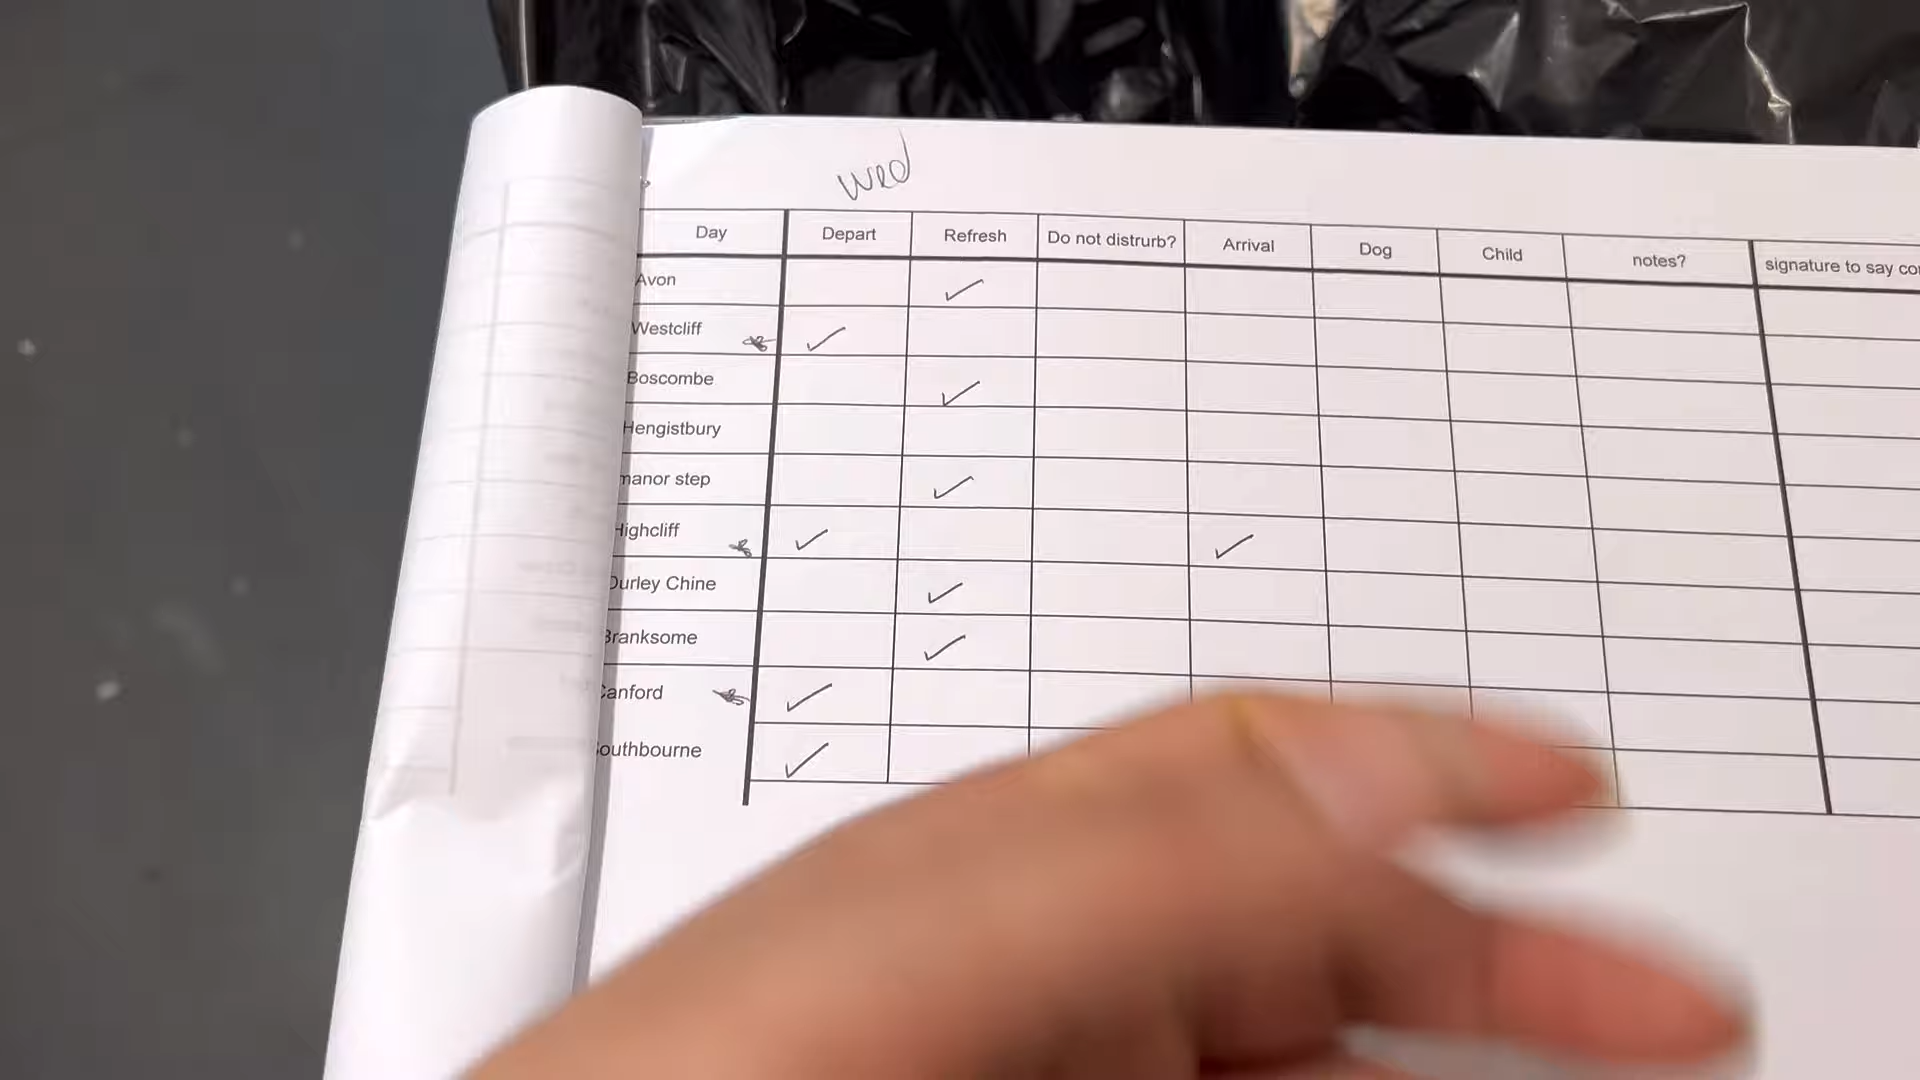 wed
Day Depart Refresh Do not distrurb? Arrival Dog Child notes? signature to say
Avon ✓
Westcliff ✓
Boscombe ✓
Hengistbury
manor step ✓
Highcliff ✓ ✓
Durley Chine ✓
Branksome ✓
Canford ✓
Southbourne ✓